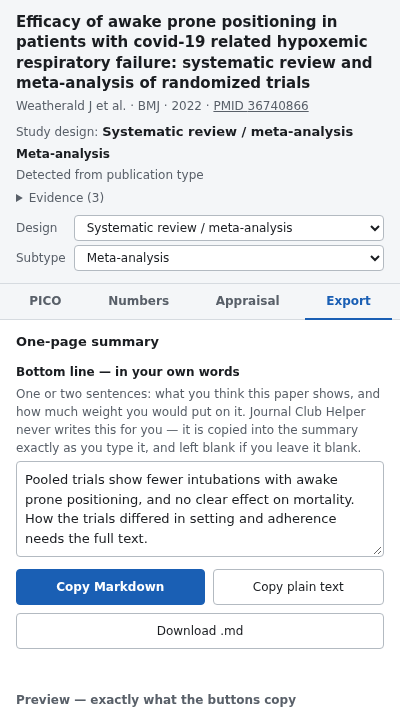 Efficacy of awake prone positioning in
patients with covid-19 related hypoxemic
respiratory failure: systematic review and
meta-analysis of randomized trials
Weatherald J et al. · BMJ · 2022 · PMID 36740866
Study design: Systematic review / meta-analysis
Meta-analysis
Detected from publication type
Evidence (3)
Design Systematic review / meta-analysis
Subtype Meta-analysis
PICO Numbers Appraisal Export
One-page summary
Bottom line — in your own words
One or two sentences: what you think this paper shows, and
how much weight you would put on it. Journal Club Helper
never writes this for you — it is copied into the summary
exactly as you type it, and left blank if you leave it blank.
Pooled trials show fewer intubations with awake
prone positioning, and no clear effect on mortality.
How the trials differed in setting and adherence
needs the full text.
Copy Markdown Copy plain text
Download .md
Preview — exactly what the buttons copy